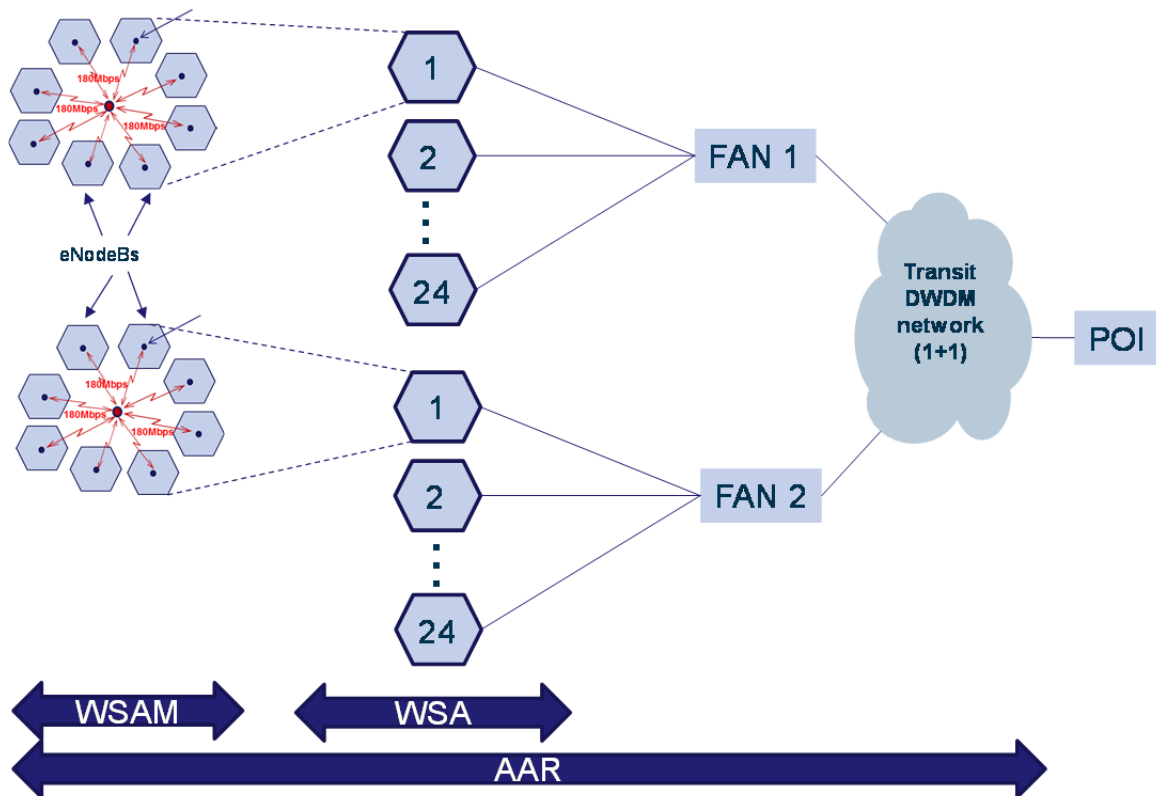 180Mbps
180Mbps
180Mbps
eNodeBs
180Mbps
180Mbps
180Mbps
1
2
24
1
2
24
FAN 1
FAN 2
Transit
DWDM
network
(1+1)
POI
WSAM
WSA
AAR